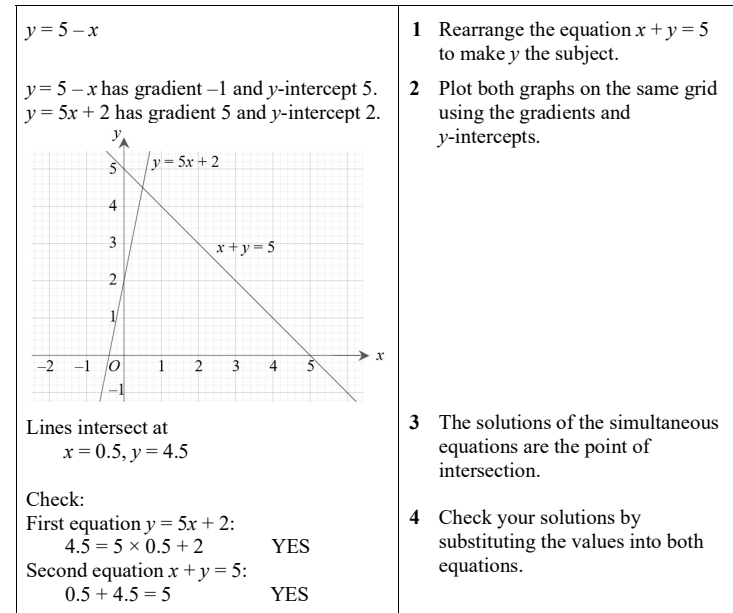 y = 5 – x
y = 5 – x has gradient –1 and y-intercept 5.
y = 5x + 2 has gradient 5 and y-intercept 2.
y
5
y = 5x + 2
4
3
x + y = 5
2
1
x
–2 –1 O 1 2 3 4 5
–1
Lines intersect at
x = 0.5, y = 4.5
Check:
First equation y = 5x + 2:
4.5 = 5 × 0.5 + 2 YES
Second equation x + y = 5:
0.5 + 4.5 = 5 YES
1 Rearrange the equation x + y = 5
to make y the subject.
2 Plot both graphs on the same grid
using the gradients and
y-intercepts.
3 The solutions of the simultaneous
equations are the point of
intersection.
4 Check your solutions by
substituting the values into both
equations.